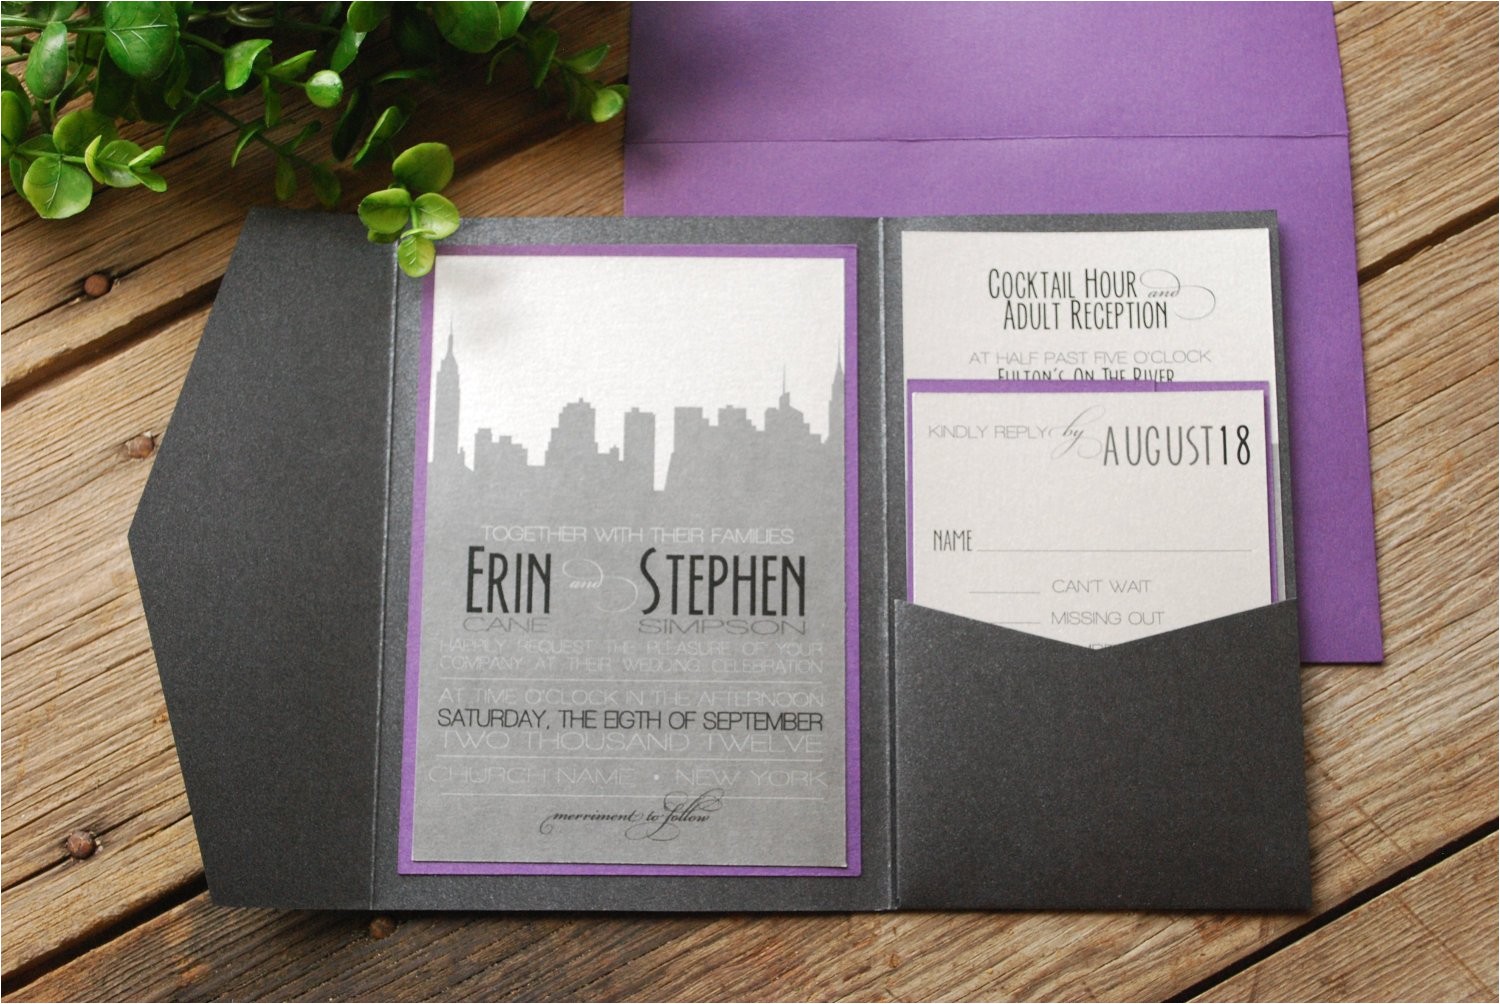 TOGETHER WITH THEIR FAMILIES
ERIN and STEPHEN
CANE SIMPSON
HAPPILY REQUEST THE PLEASURE OF YOUR
COMPANY AT THEIR WEDDING CELEBRATION
AT TIME O'CLOCK IN THE AFTERNOON
SATURDAY, THE EIGTH OF SEPTEMBER
TWO THOUSAND TWELVE
CHURCH NAME • NEW YORK
merriment to follow
COCKTAIL HOUR and
ADULT RECEPTION
AT HALF PAST FIVE O'CLOCK
FULTON'S ON THE RIVER
KINDLY REPLY by AUGUST18
NAME
CAN'T WAIT
MISSING OUT